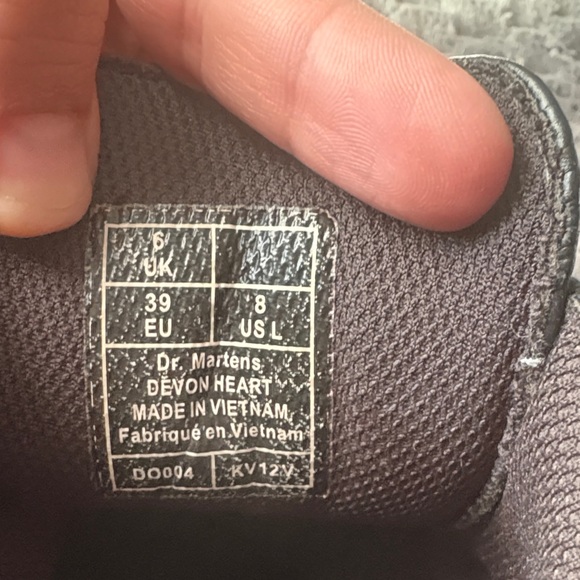 6
UK
39
EU
8
US L
Dr. Martens
DEVON HEART
MADE IN VIETNAM
Fabriqué en Vietnam
DO004 KV12V